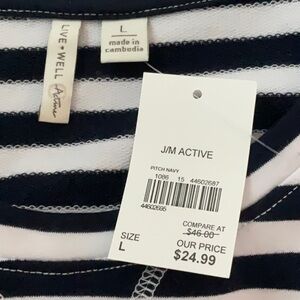 LIVE + WELL
Active
L
made in
cambodia
J/M ACTIVE
PITCH NAVY
1086 15 44602687
44602695
COMPARE AT
$46.00
SIZE
L
OUR PRICE
$24.99